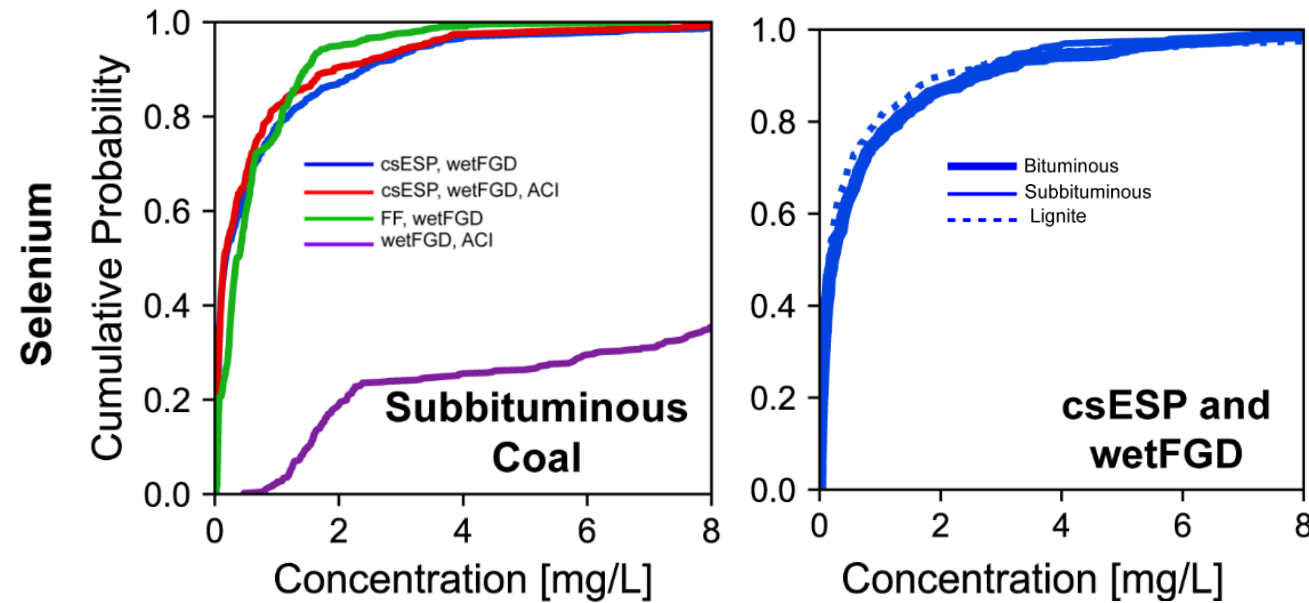 Selenium
Cumulative Probability
1.0
0.8
0.6
0.4
0.2
0.0
csESP, wetFGD
csESP, wetFGD, ACI
FF, wetFGD
wetFGD, ACI
Subbituminous
Coal
0
2
4
6
8
Concentration [mg/L]
1.0
0.8
0.6
0.4
0.2
0.0
Bituminous
Subbituminous
Lignite
csESP and
wetFGD
0
2
4
6
8
Concentration [mg/L]